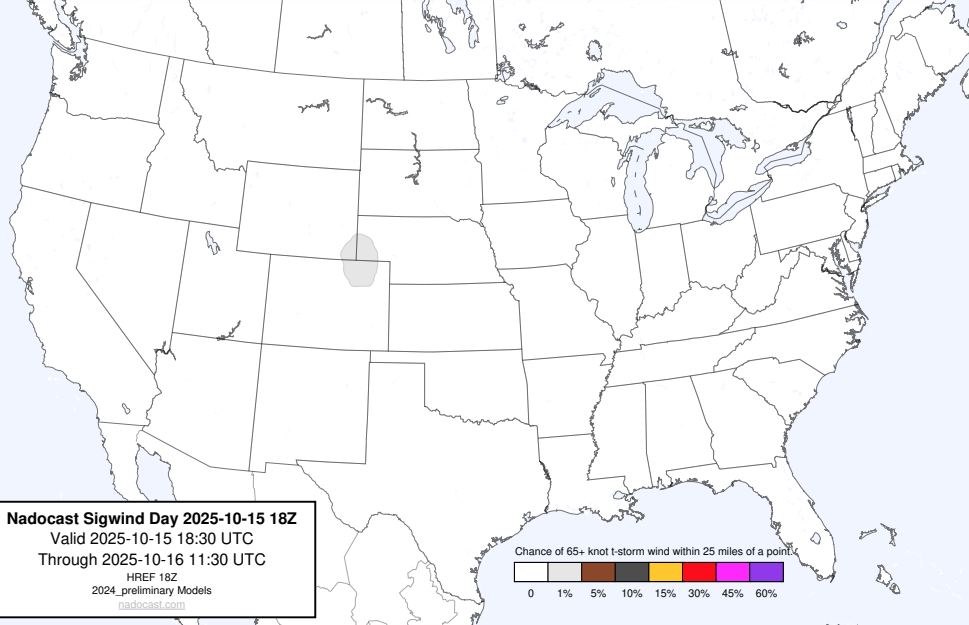 Nadocast Sigwind Day 2025-10-15 18Z
Valid 2025-10-15 18:30 UTC
Through 2025-10-16 11:30 UTC
HREF 18Z
2024_preliminary Models
nadocast.com
Chance of 65+ knot t-storm wind within 25 miles of a point.
0 1% 5% 10% 15% 30% 45% 60%